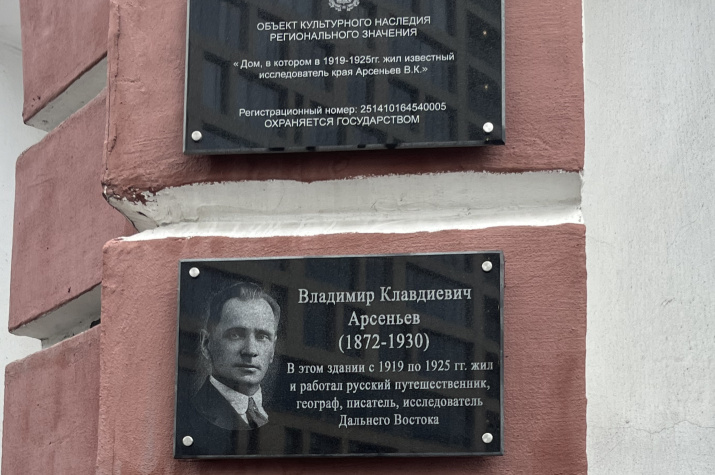 ОБЪЕКТ КУЛЬТУРНОГО НАСЛЕДИЯ
РЕГИОНАЛЬНОГО ЗНАЧЕНИЯ
« Дом, в котором в 1919-1925гг. жил известный
исследователь края Арсеньев В.К.»
Регистрационный номер: 251410164540005
ОХРАНЯЕТСЯ ГОСУДАРСТВОМ
Владимир Клавдиевич
Арсеньев
(1872-1930)
В этом здании с 1919 по 1925 гг. жил
и работал русский путешественник,
географ, писатель, исследователь
Дальнего Востока